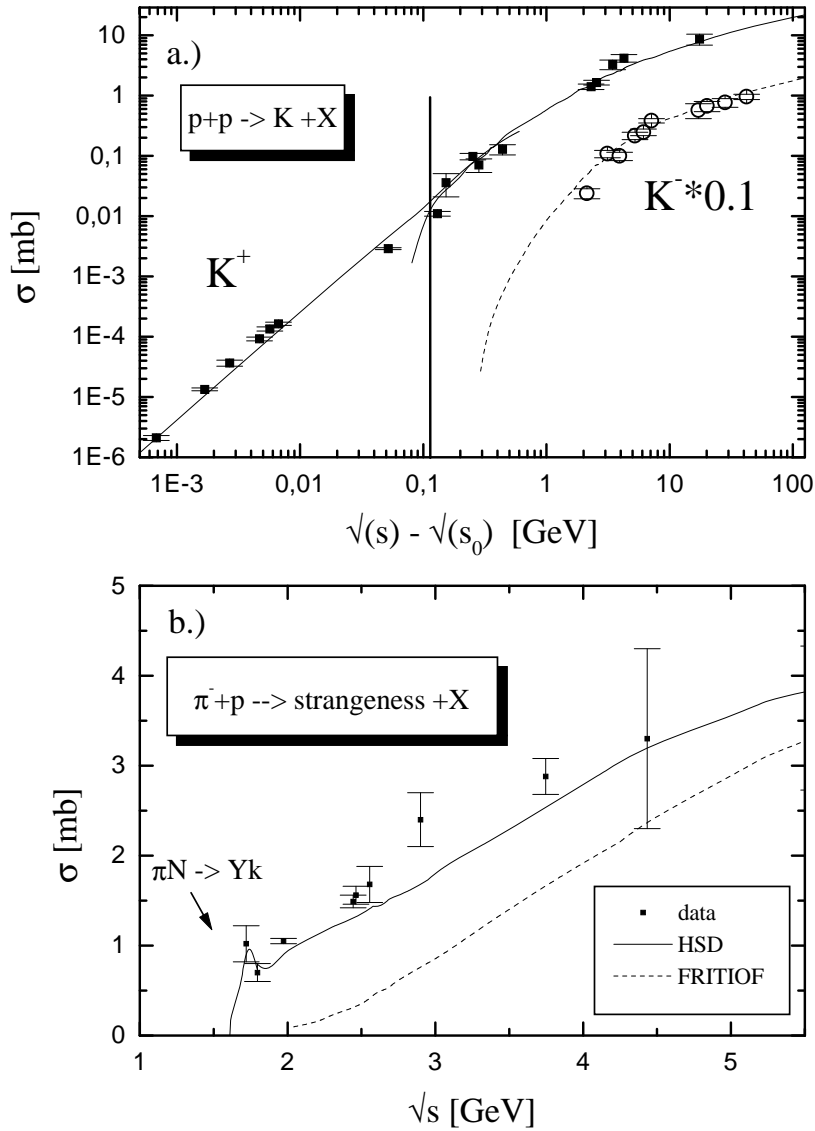 a.)
p+p -> K +X
K⁺
K⁻*0.1
σ [mb]
10
1
0,1
0,01
1E-3
1E-4
1E-5
1E-6
1E-3 0,01 0,1 1 10 100
√(s) - √(s₀) [GeV]
b.)
π⁻+p --> strangeness +X
πN -> Yk
σ [mb]
5
4
3
2
1
0
data
HSD
FRITIOF
1 2 3 4 5
√s [GeV]